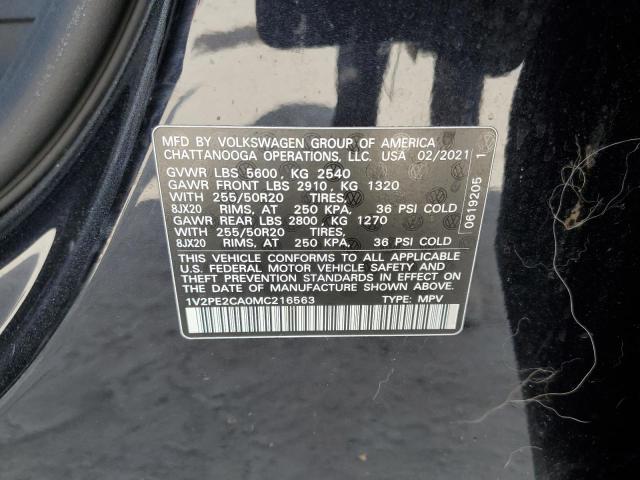 MFD BY VOLKSWAGEN GROUP OF AMERICA
CHATTANOOGA OPERATIONS, LLC. USA 02/2021
GVWR LBS 5600, KG 2540
GAWR FRONT LBS 2910, KG 1320
WITH 255/50R20 TIRES,
8JX20 RIMS, AT 250 KPA, 36 PSI COLD
GAWR REAR LBS 2800, KG 1270
WITH 255/50R20 TIRES,
8JX20 RIMS, AT 250 KPA, 36 PSI COLD
THIS VEHICLE CONFORMS TO ALL APPLICABLE
U.S. FEDERAL MOTOR VEHICLE SAFETY AND
THEFT PREVENTION STANDARDS IN EFFECT ON
THE DATE OF MANUFACTURE SHOWN ABOVE.
1V2PE2CA0MC216563 TYPE: MPV
0619205 1